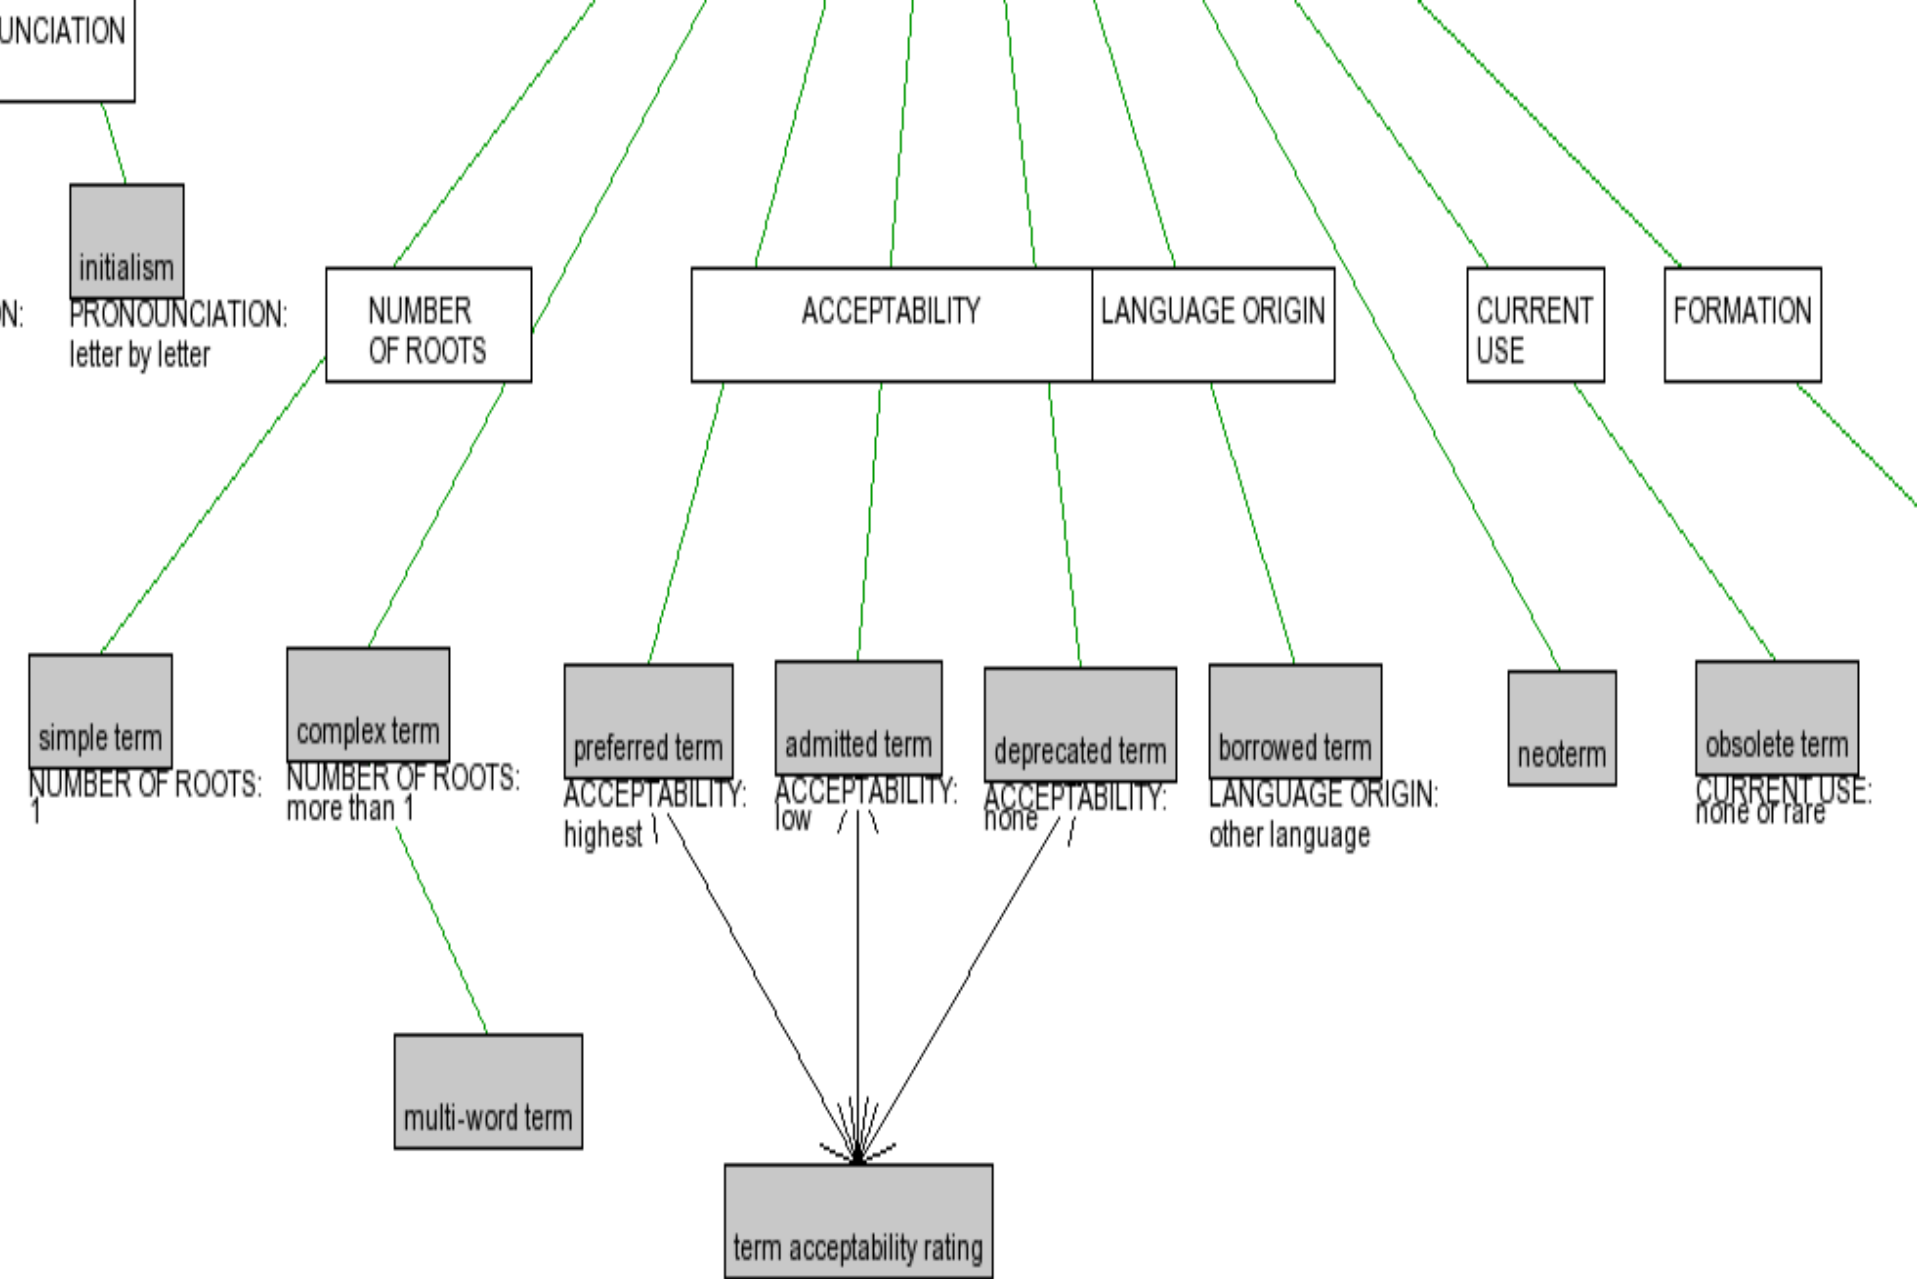 UNCIATION
initialism
N:
PRONOUNCIATION:
letter by letter
NUMBER
OF ROOTS
ACCEPTABILITY
LANGUAGE ORIGIN
CURRENT
USE
FORMATION
simple term
NUMBER OF ROOTS:
1
complex term
NUMBER OF ROOTS:
more than 1
preferred term
ACCEPTABILITY:
highest
admitted term
ACCEPTABILITY:
low
deprecated term
ACCEPTABILITY:
none
borrowed term
LANGUAGE ORIGIN:
other language
neoterm
obsolete term
CURRENT USE:
none or rare
multi-word term
term acceptability rating